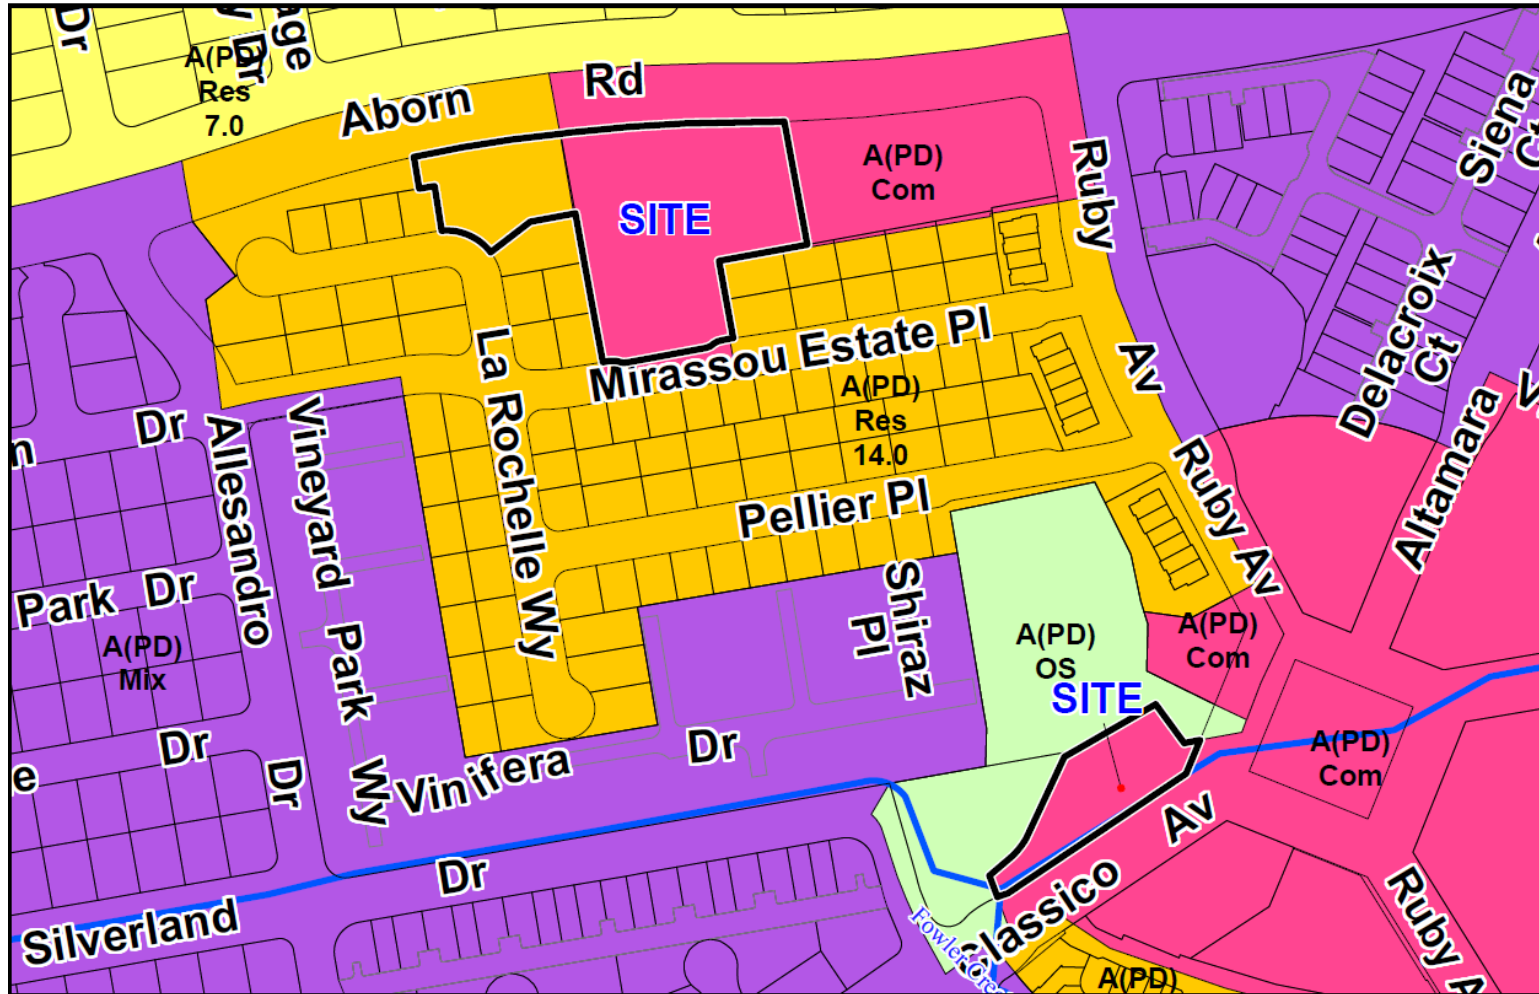 Dr
Dr
age
A(PD)
Res
7.0
Aborn
Rd
A(PD)
Com
SITE
Ruby
Siena
Ct
La Rochelle Wy
Mirassou Estate Pl
Av
Delacroix
Ct
Altamara
Dr
Allesandro
Vineyard
A(PD)
Res
14.0
Pellier Pl
Ruby Av
Park Dr
A(PD)
Mix
Park
Shiraz
Pl
A(PD)
OS
A(PD)
Com
SITE
A(PD)
Com
Dr
Dr
Wy
Vinifera
Dr
Av
Silverland
Dr
Classico
Ruby A
A(PD)